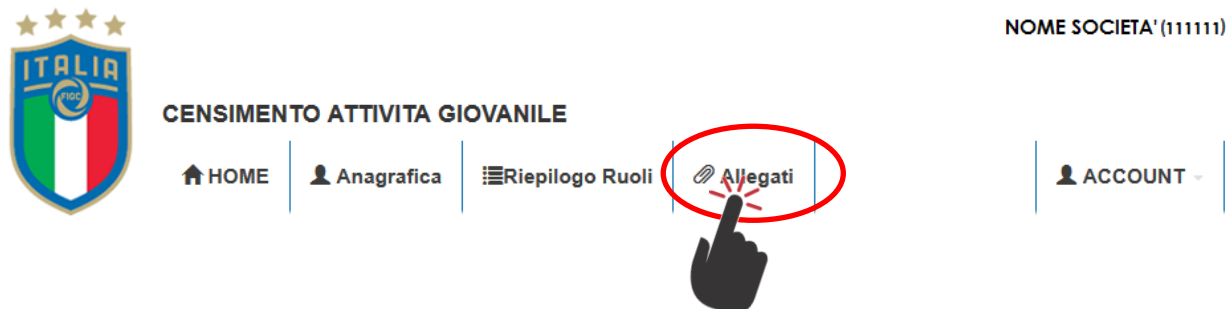 NOME SOCIETA' (111111)
ITALIA
FIGC
CENSIMENTO ATTIVITA GIOVANILE
HOME Anagrafica Riepilogo Ruoli Allegati ACCOUNT